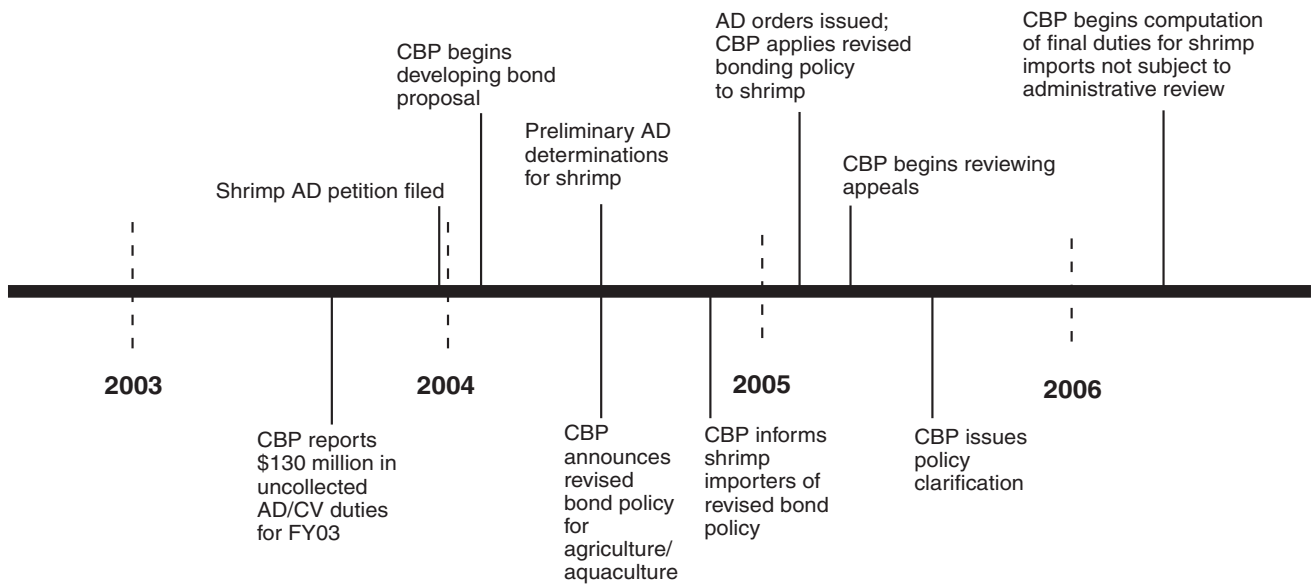 AD orders issued;
CBP applies revised
bonding policy
to shrimp
CBP begins computation
of final duties for shrimp
imports not subject to
administrative review
CBP begins
developing bond
proposal
Preliminary AD
determinations
for shrimp
CBP begins reviewing
appeals
Shrimp AD petition filed
2003
2004
2005
2006
CBP reports
$130 million in
uncollected
AD/CV duties
for FY03
CBP
announces
revised
bond policy
for
agriculture/
aquaculture
CBP informs
shrimp
importers of
revised bond
policy
CBP issues
policy
clarification